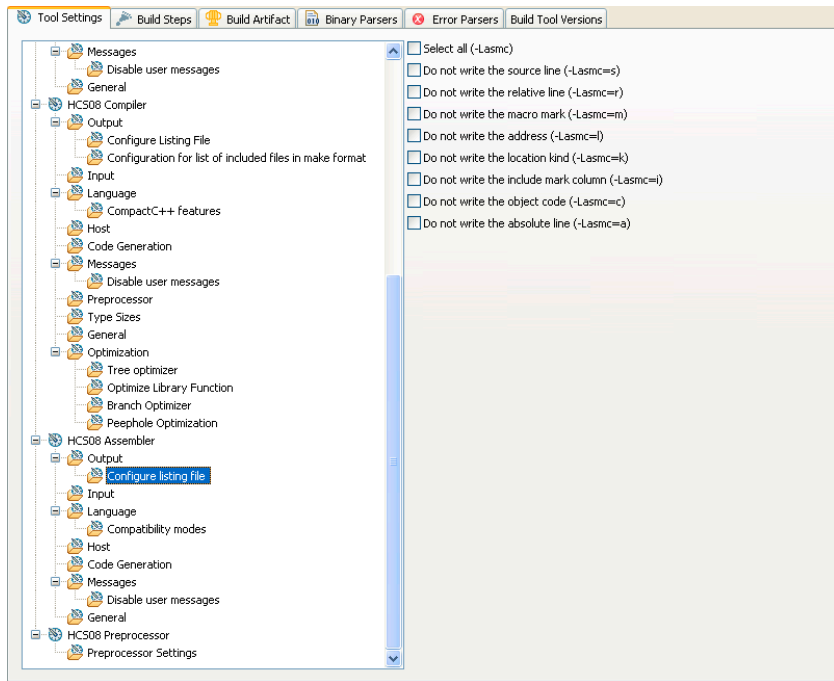 Tool Settings
Build Steps
Build Artifact
Binary Parsers
Error Parsers
Build Tool Versions
Messages
Disable user messages
General
HCS08 Compiler
Output
Configure Listing File
Configuration for list of included files in make format
Input
Language
CompactC++ features
Host
Code Generation
Messages
Disable user messages
Preprocessor
Type Sizes
General
Optimization
Tree optimizer
Optimize Library Function
Branch Optimizer
Peephole Optimization
HCS08 Assembler
Output
Configure listing file
Input
Language
Compatibility modes
Host
Code Generation
Messages
Disable user messages
General
HCS08 Preprocessor
Preprocessor Settings
Select all (-Lasmc)
Do not write the source line (-Lasmc=s)
Do not write the relative line (-Lasmc=r)
Do not write the macro mark (-Lasmc=m)
Do not write the address (-Lasmc=l)
Do not write the location kind (-Lasmc=k)
Do not write the include mark column (-Lasmc=i)
Do not write the object code (-Lasmc=c)
Do not write the absolute line (-Lasmc=a)